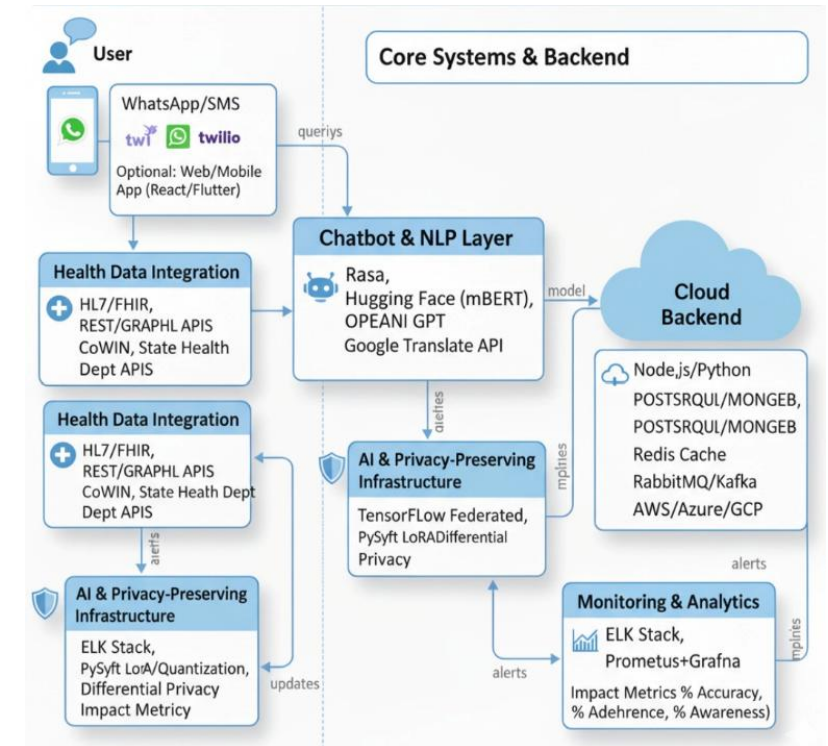 User
Core Systems & Backend
WhatsApp/SMS
twilio
queriys
Optional: Web/Mobile
App (React/Flutter)
Chatbot & NLP Layer
Rasa,
Hugging Face (mBERT),
OPEANI GPT
Google Translate API
Health Data Integration
HL7/FHIR,
REST/GRAPHL APIS
CoWIN, State Health
Dept APIS
model
Cloud
Backend
Node,js/Python
POSTSRQUL/MONGEB,
POSTSRQUL/MONGEB
Redis Cache
RabbitMQ/Kafka
AWS/Azure/GCP
Health Data Integration
HL7/FHIR,
REST/GRAPHL APIS
CoWIN, State Heath Dept
Dept APIS
AI & Privacy-Preserving
Infrastructure
TensorFLow Federated,
PySyft LoRADifferential
Privacy
alerts
AI & Privacy-Preserving
Infrastructure
ELK Stack,
PySyft LorA/Quantization,
Differential Privacy
Impact Metricy
updates
alerts
Monitoring & Analytics
ELK Stack,
Prometus+Grafna
Impact Metrics % Accuracy,
% Adehrence, % Awareness)